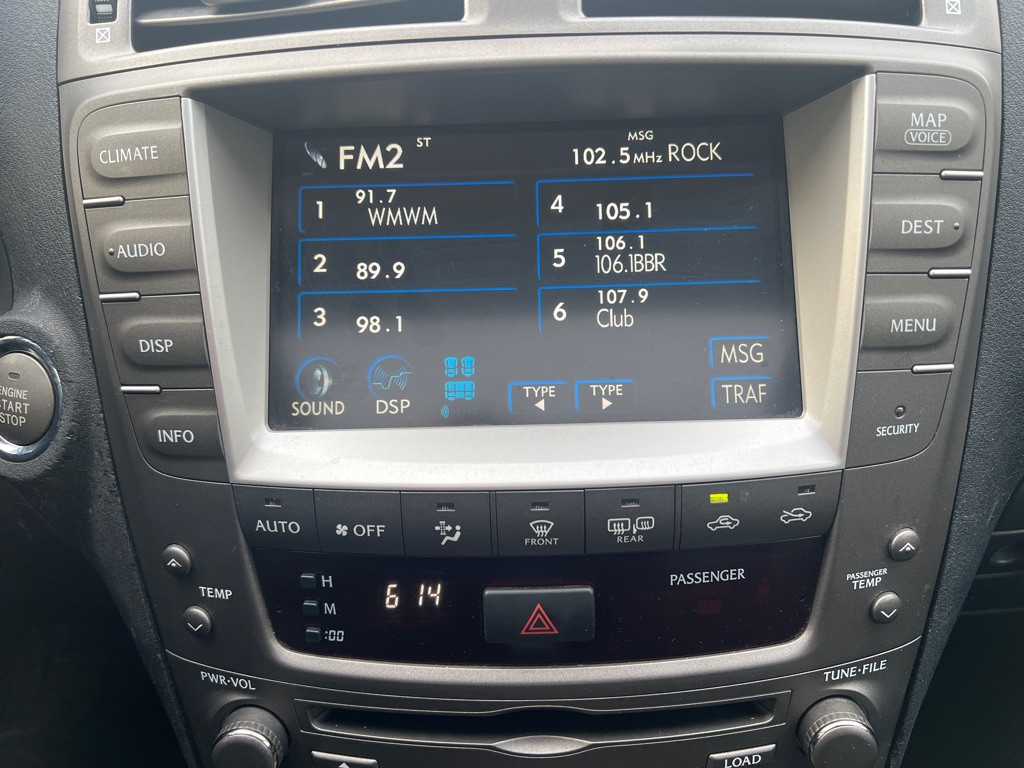 FM2 ST
MSG
102.5MHz ROCK
1 91.7
WMWM
2 89.9
3 98.1
4 105.1
5 106.1
106.1BBR
6 107.9
Club
SOUND
DSP
TYPE
TYPE
MSG
TRAF
CLIMATE
AUDIO
DISP
INFO
MAP
VOICE
DEST
MENU
SECURITY
ENGINE
START
STOP
AUTO
OFF
FRONT
REAR
H
M
:00
6 14
PASSENGER
TEMP
PASSENGER
TEMP
PWR·VOL
TUNE·FILE
LOAD